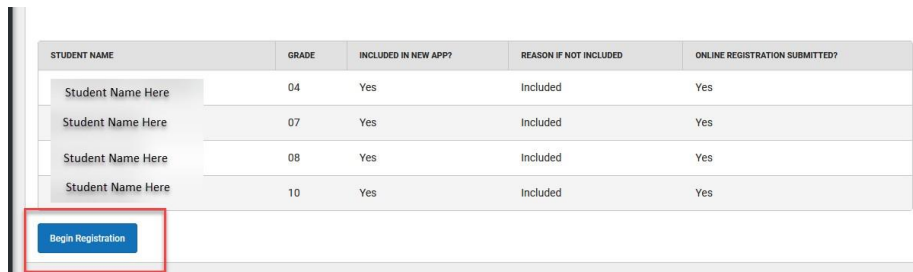 STUDENT NAME GRADE INCLUDED IN NEW APP? REASON IF NOT INCLUDED ONLINE REGISTRATION SUBMITTED?
Student Name Here 04 Yes Included Yes
Student Name Here 07 Yes Included Yes
Student Name Here 08 Yes Included Yes
Student Name Here 10 Yes Included Yes
Begin Registration